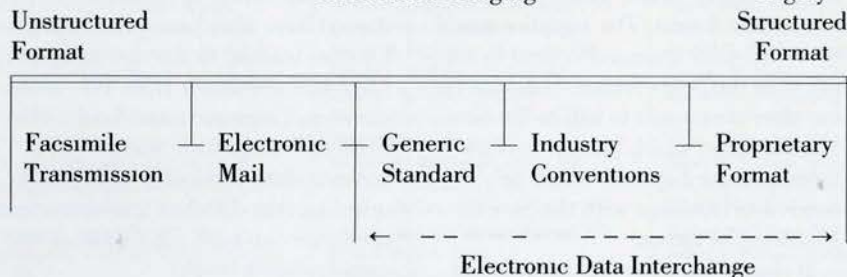 Unstructured
Format
Structured
Format
Facsimile Transmission
Electronic Mail
Generic Standard
Industry Conventions
Proprietary Format
Electronic Data Interchange